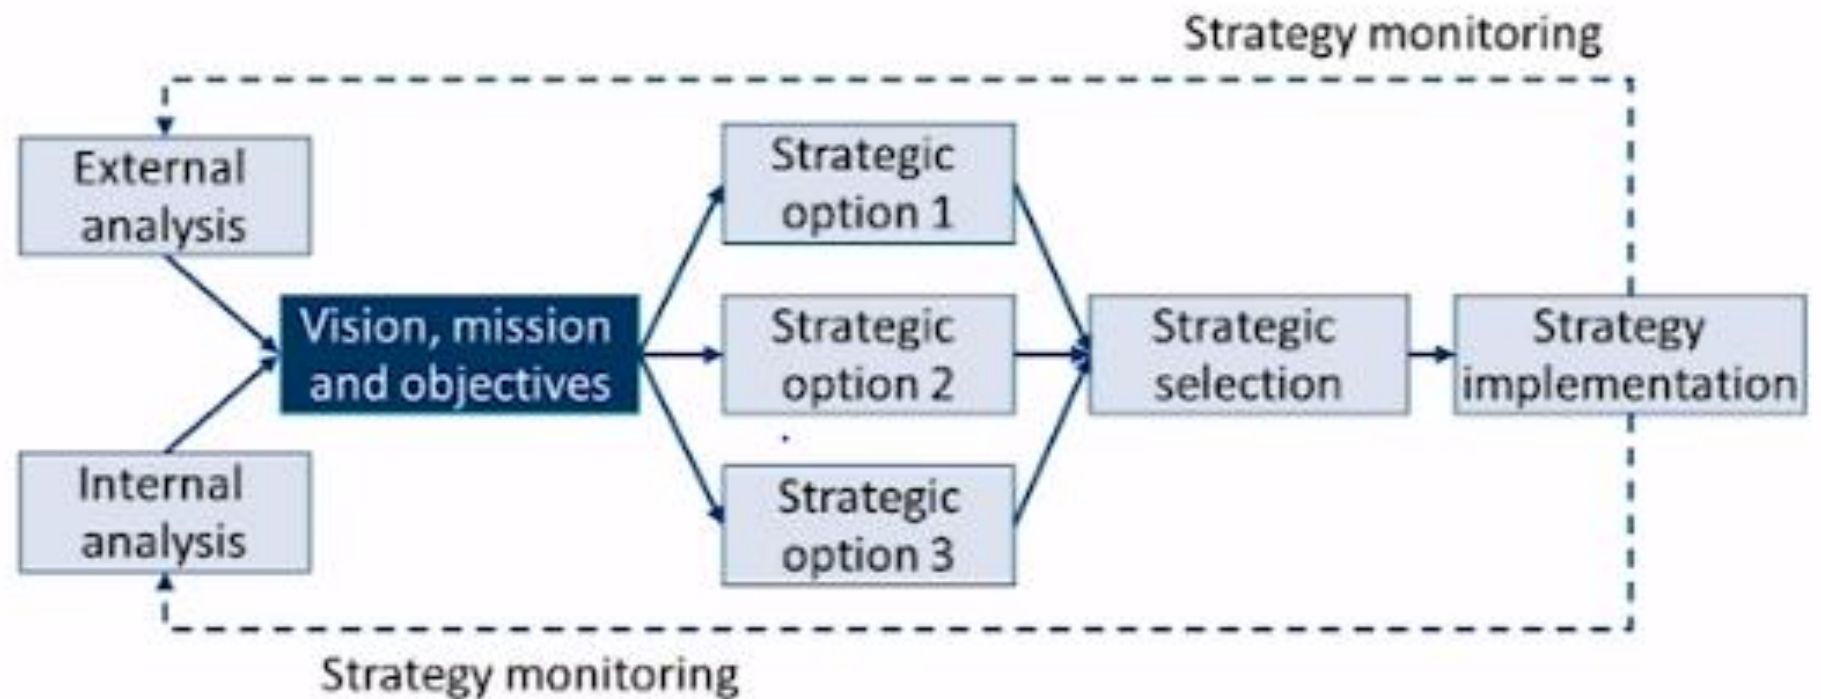 Strategy monitoring
External
analysis
Internal
analysis
Vision, mission
and objectives
Strategic
option 1
Strategic
option 2
Strategic
option 3
Strategic
selection
Strategy
implementation
Strategy monitoring